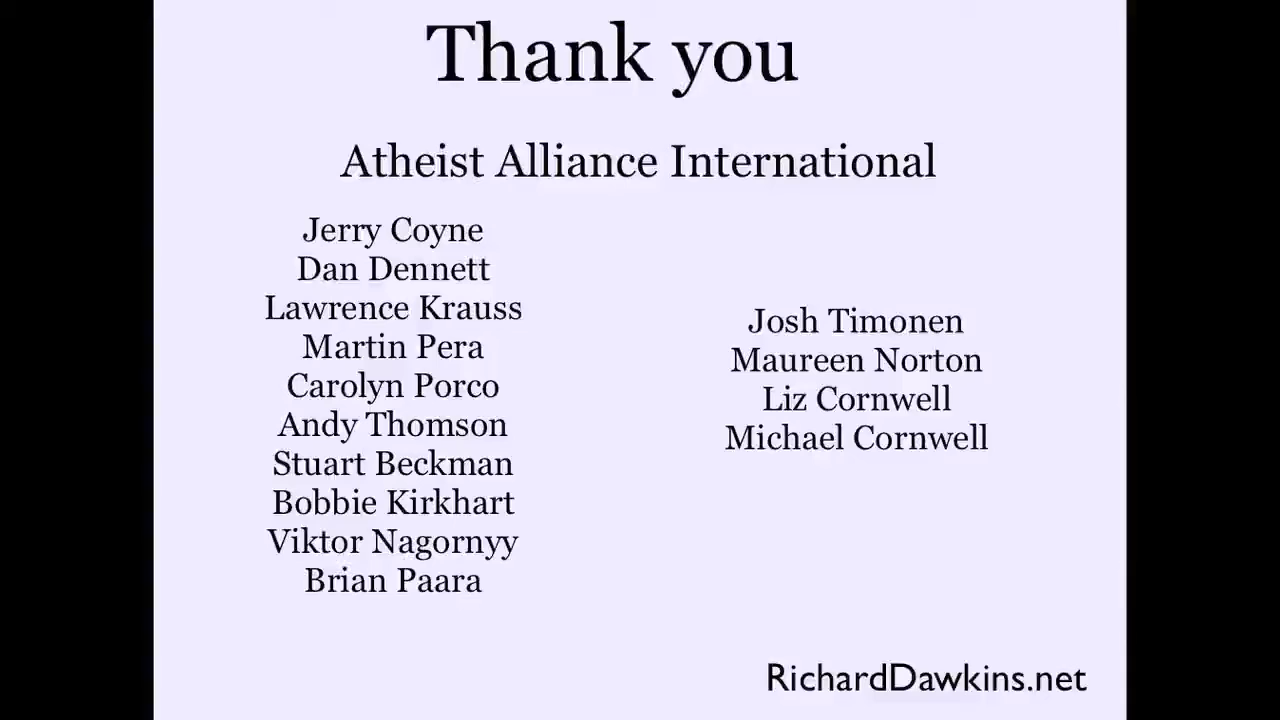 Thank you
Atheist Alliance International
Jerry Coyne
Dan Dennett
Lawrence Krauss
Martin Pera
Carolyn Porco
Andy Thomson
Stuart Beckman
Bobbie Kirkhart
Viktor Nagornyy
Brian Paara
Josh Timonen
Maureen Norton
Liz Cornwell
Michael Cornwell
RichardDawkins.net